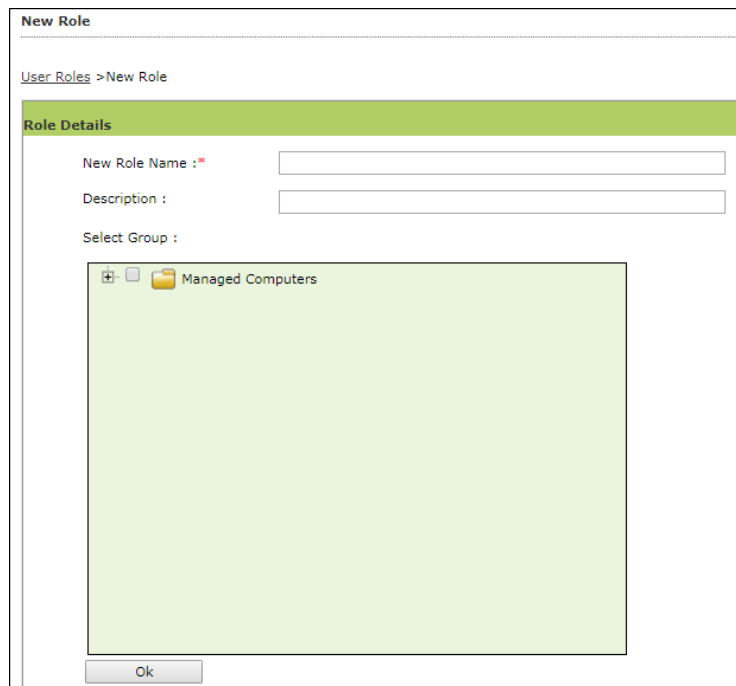 New Role
User Roles >New Role
Role Details
New Role Name :*
Description :
Select Group :
Managed Computers
Ok